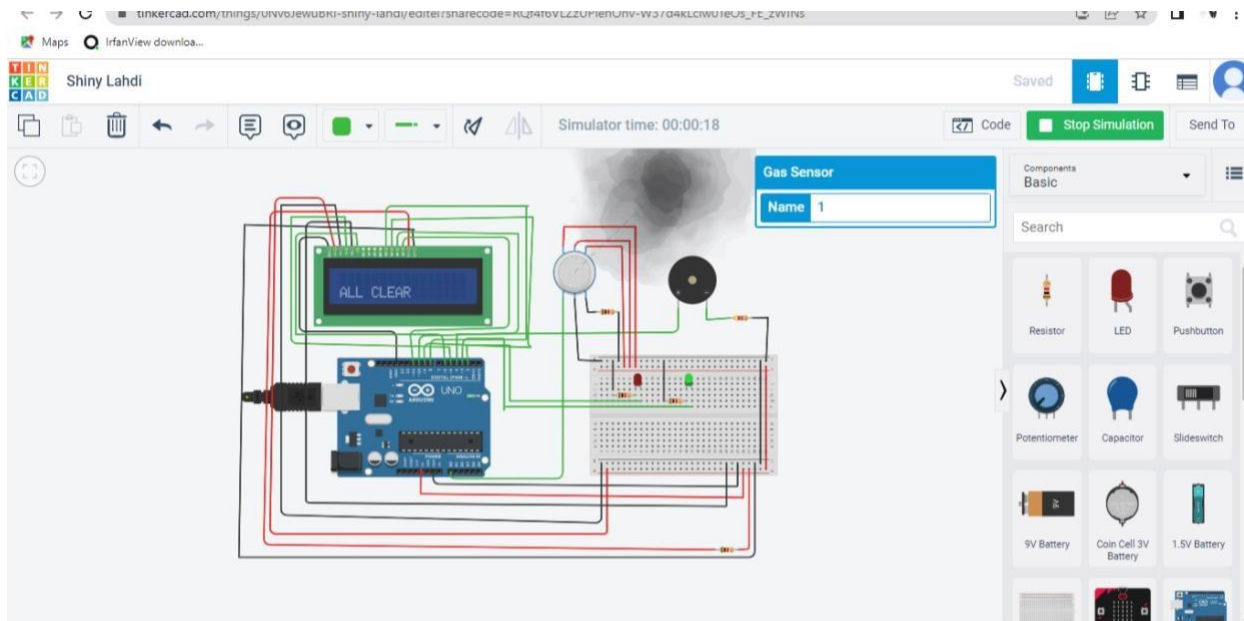 Maps
IrfanView downloa...
TIN
KER
CAD
Shiny Lahdi
Saved
Simulator time: 00:00:18
Code
Stop Simulation
Send To
Gas Sensor
Name 1
Components
Basic
Search
ALL CLEAR
UNO
ARDUINO
Resistor
LED
Pushbutton
Potentiometer
Capacitor
Slideswitch
9V Battery
Coin Cell 3V
Battery
1.5V Battery